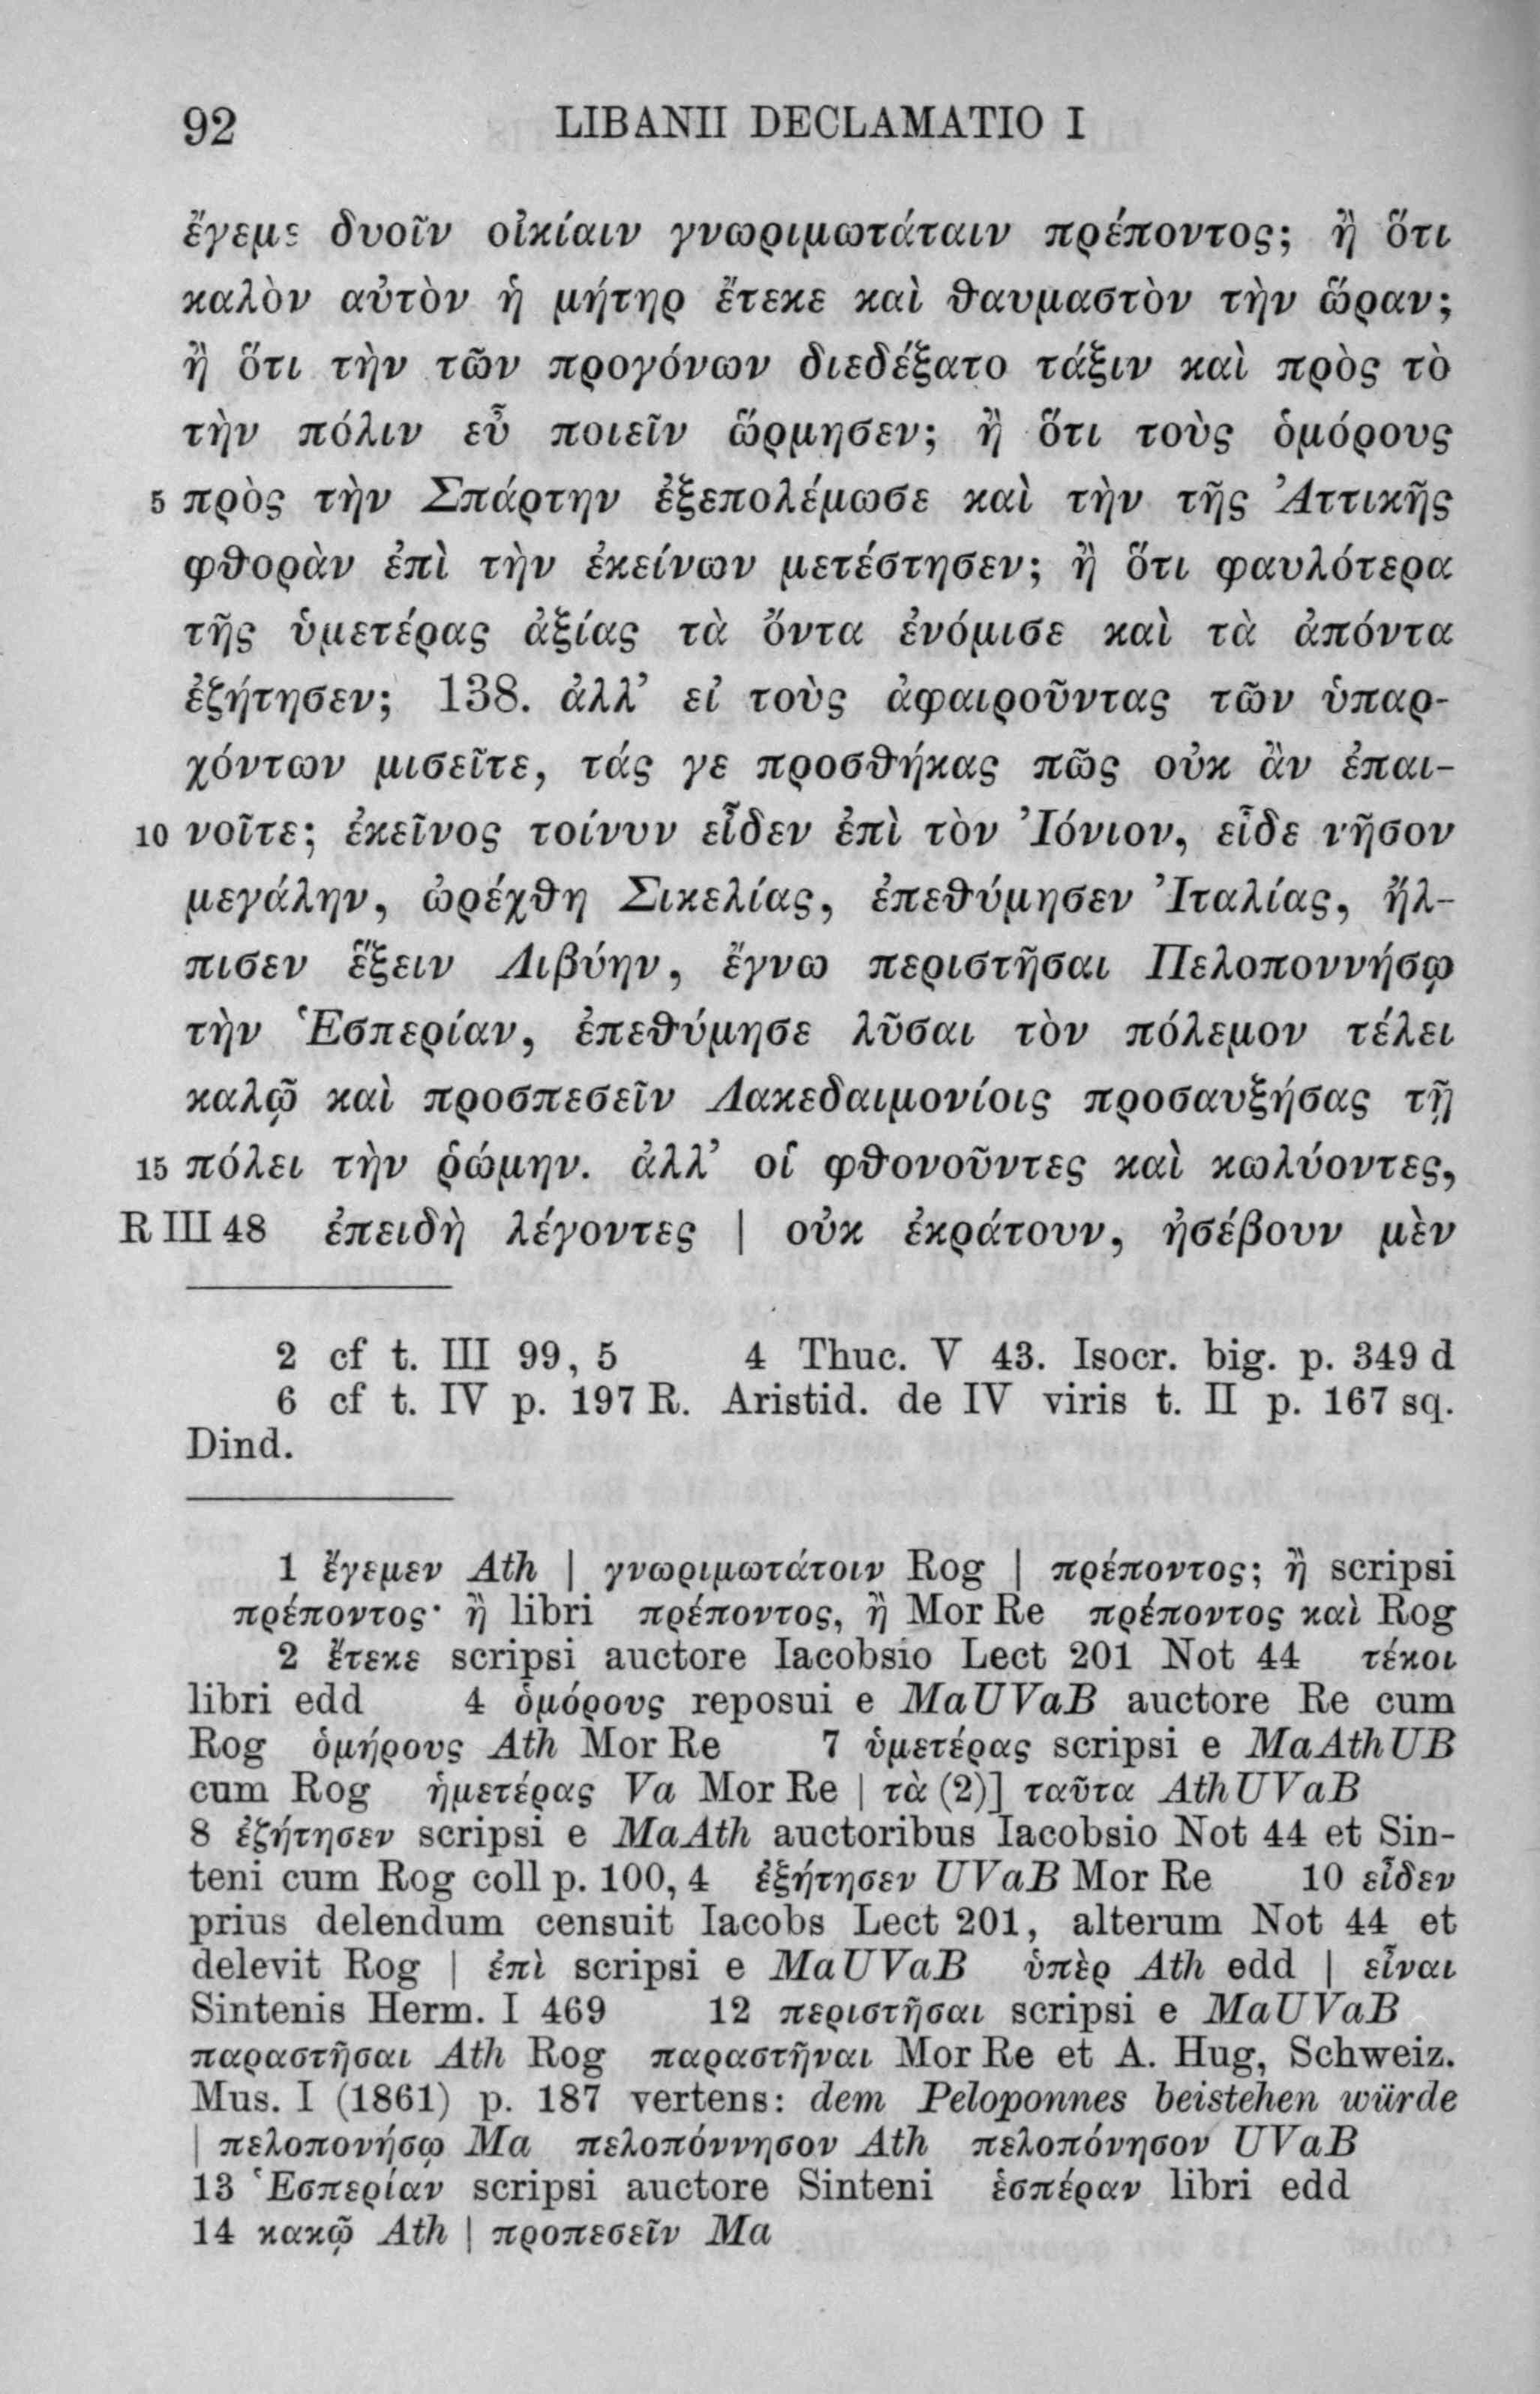 92 LIBANII DECLAMATIO I
ἔγεμε δυοῖν οἰκίαιν γνωριμωτάταιν πρέποντος; ἢ ὅτι
καλὸν αὐτὸν ἡ μήτηρ ἔτεκε καὶ θαυμαστὸν τὴν ὥραν;
ἢ ὅτι τὴν τῶν προγόνων διεδέξατο τάξιν καὶ πρὸς τὸ
τὴν πόλιν εὖ ποιεῖν ὥρμησεν; ἢ ὅτι τοὺς ὁμόρους
5 πρὸς τὴν Σπάρτην ἐξεπολέμωσε καὶ τὴν τῆς Ἀττικῆς
φθορὰν ἐπὶ τὴν ἐκείνων μετέστησεν; ἢ ὅτι φαυλότερα
τῆς ὑμετέρας ἀξίας τὰ ὄντα ἐνόμισε καὶ τὰ ἀπόντα
ἐζήτησεν; 138. ἀλλ’ εἰ τοὺς ἀφαιροῦντας τῶν ὑπαρ-
χόντων μισεῖτε, τάς γε προσθήκας πῶς οὐκ ἂν ἐπαι-
10 νοῖτε; ἐκεῖνος τοίνυν εἶδεν ἐπὶ τὸν Ἰόνιον, εἶδε νῆσον
μεγάλην, ὠρέχθη Σικελίας, ἐπεθύμησεν Ἰταλίας, ἤλ-
πισεν ἕξειν Λιβύην, ἔγνω περιστῆσαι Πελοποννήσῳ
τὴν Ἑσπερίαν, ἐπεθύμησε λῦσαι τὸν πόλεμον τέλει
καλῷ καὶ προσπεσεῖν Λακεδαιμονίοις προσαυξήσας τῇ
15 πόλει τὴν ῥώμην. ἀλλ’ οἱ φθονοῦντες καὶ κωλύοντες,
R III 48 ἐπειδὴ λέγοντες | οὐκ ἐκράτουν, ἠσέβουν μὲν
2 cf t. III 99, 5 4 Thuc. V 43. Isocr. big. p. 349 d
6 cf t. IV p. 197 R. Aristid. de IV viris t. II p. 167 sq.
Dind.
1 ἔγεμεν Ath | γνωριμωτάτοιν Rog | πρέποντος; ἢ scripsi
πρέποντος· ἢ libri πρέποντος, ἢ Mor Re πρέποντος καὶ Rog
2 ἔτεκε scripsi auctore Iacobsio Lect 201 Not 44 τέκοι
libri edd 4 ὁμόρους reposui e MaUVaB auctore Re cum
Rog ὁμήρους Ath Mor Re 7 ὑμετέρας scripsi e MaAthUB
cum Rog ἡμετέρας Va Mor Re | τὰ (2)] ταῦτα AthUVaB
8 ἐζήτησεν scripsi e MaAth auctoribus Iacobsio Not 44 et Sin-
teni cum Rog coll p. 100, 4 ἐξήτησεν UVaB Mor Re 10 εἶδεν
prius delendum censuit Iacobs Lect 201, alterum Not 44 et
delevit Rog | ἐπὶ scripsi e MaUVaB ὑπὲρ Ath edd | εἶναι
Sintenis Herm. I 469 12 περιστῆσαι scripsi e MaUVaB
παραστῆσαι Ath Rog παραστῆναι Mor Re et A. Hug, Schweiz.
Mus. I (1861) p. 187 vertens: dem Peloponnes beistehen würde
| πελοπονήσῳ Ma πελοπόννησον Ath πελοπόνησον UVaB
13 Ἑσπερίαν scripsi auctore Sinteni ἑσπέραν libri edd
14 κακῷ Ath | προπεσεῖν Ma